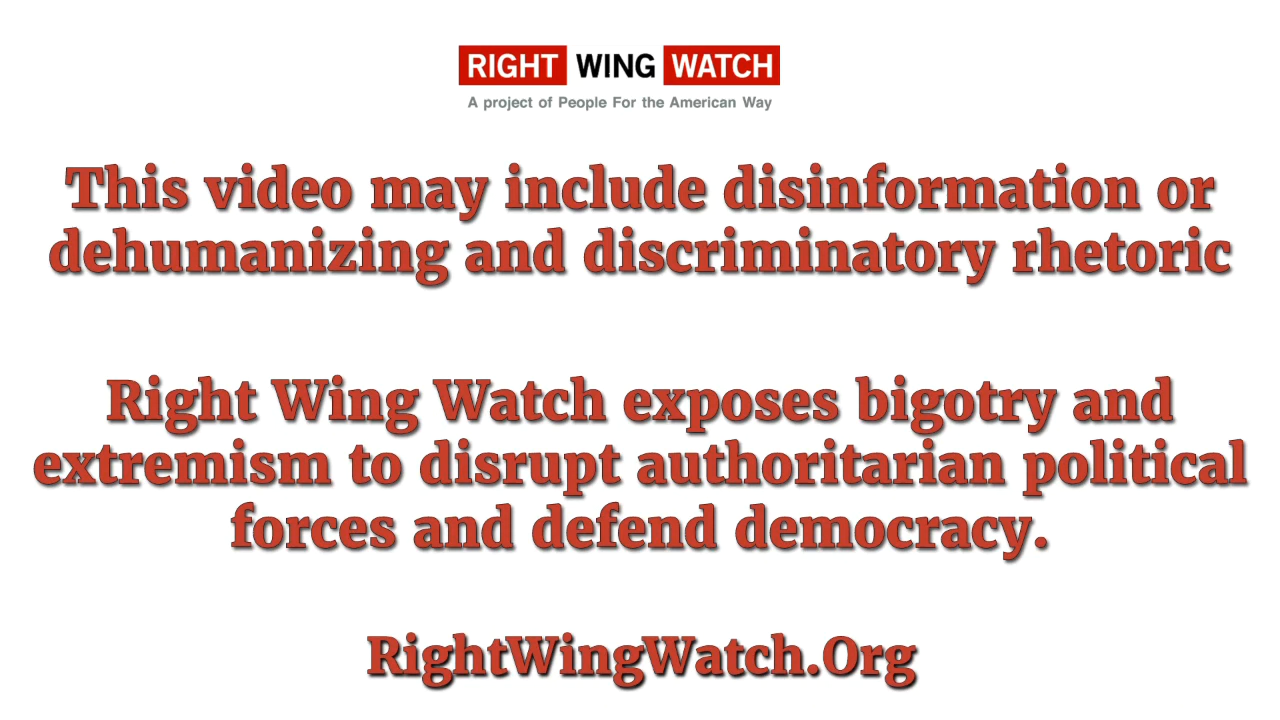 RIGHT WING WATCH
A project of People For the American Way
This video may include disinformation or
dehumanizing and discriminatory rhetoric
Right Wing Watch exposes bigotry and
extremism to disrupt authoritarian political
forces and defend democracy.
RightWingWatch.Org